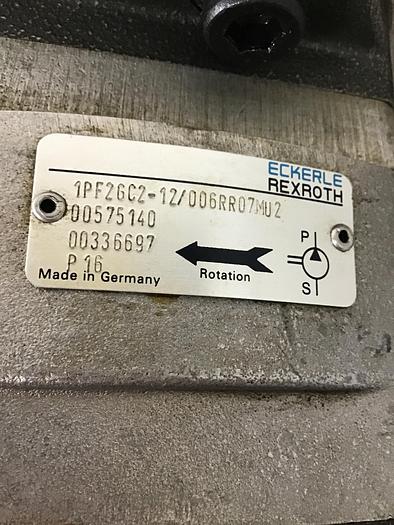 ECKERLE
REXROTH
1PF2GC2-12/006RR07MU2
00575140
00336697
P 16
Made in Germany
Rotation
P
S